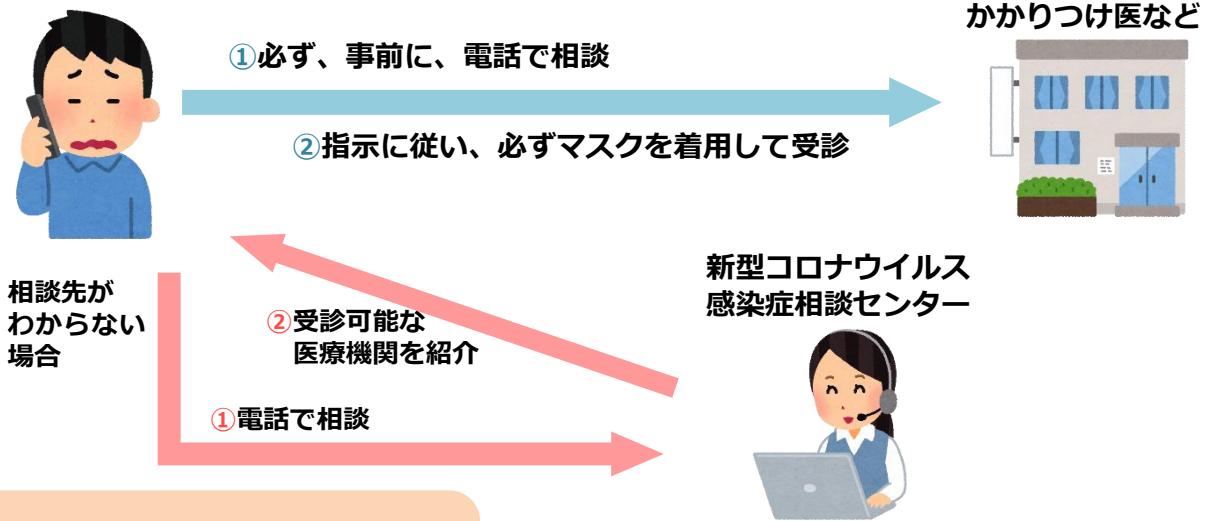 かかりつけ医など
①必ず、事前に、電話で相談
②指示に従い、必ずマスクを着用して受診
新型コロナウイルス
感染症相談センター
相談先が
わからない
場合
②受診可能な
医療機関を紹介
①電話で相談